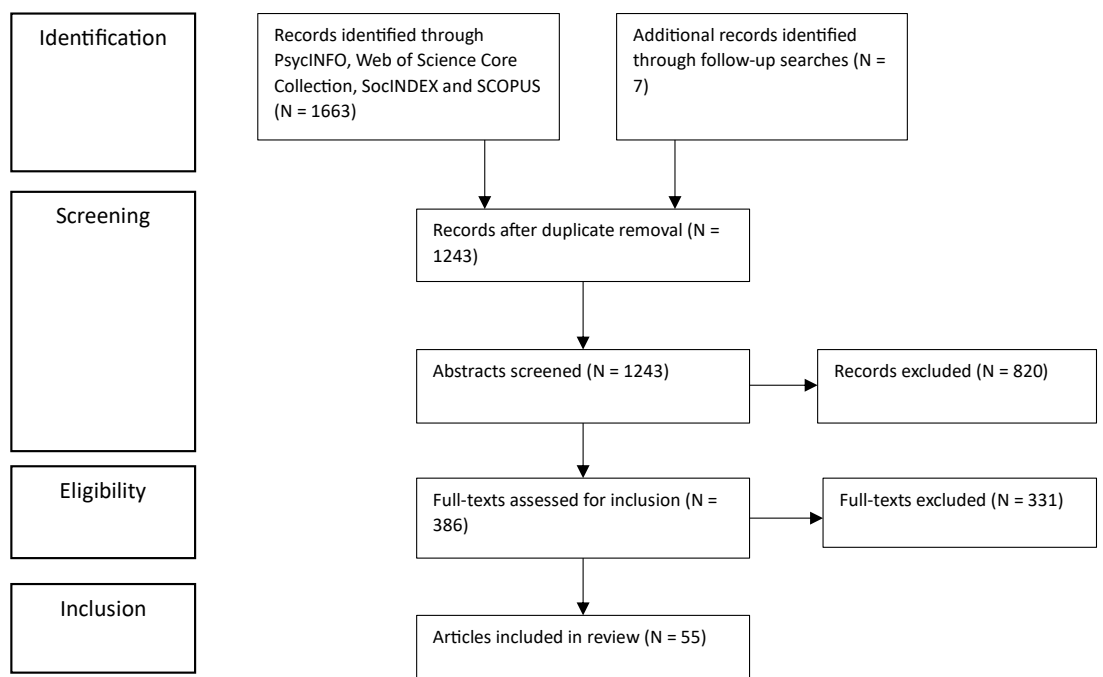 Identification
Records identified through
PsycINFO, Web of Science Core
Collection, SocINDEX and SCOPUS
(N = 1663)
Additional records identified
through follow-up searches (N =
7)
Screening
Records after duplicate removal (N =
1243)
Abstracts screened (N = 1243)
Records excluded (N = 820)
Eligibility
Full-texts assessed for inclusion (N =
386)
Full-texts excluded (N = 331)
Inclusion
Articles included in review (N = 55)